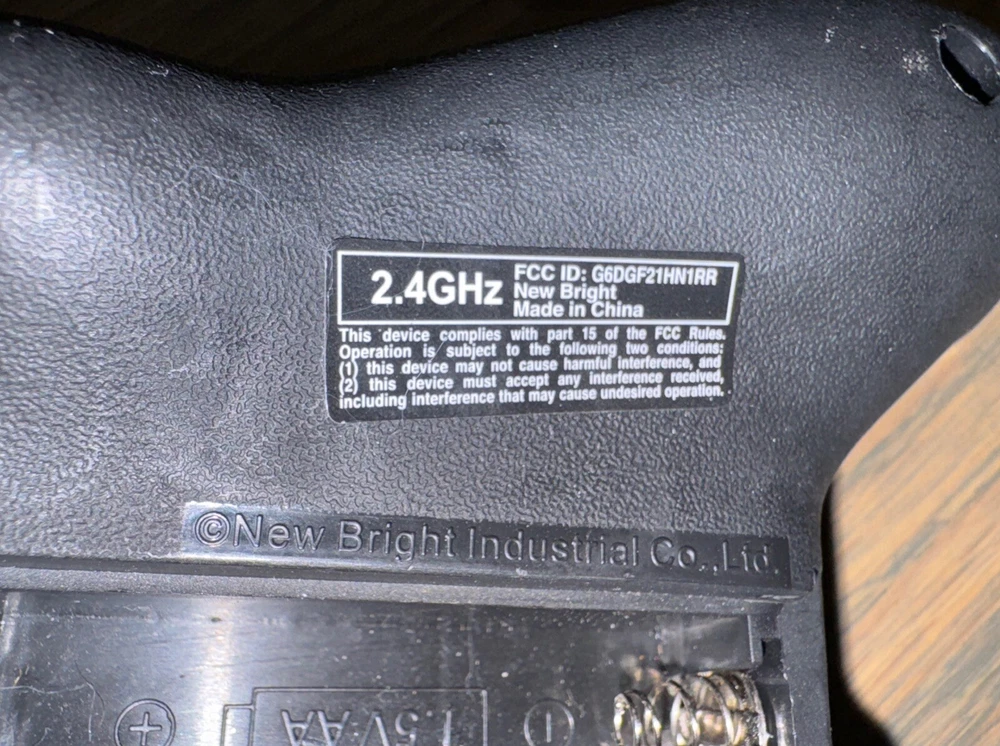 2.4GHz
FCC ID: G6DGF21HN1RR
New Bright
Made in China
This device complies with part 15 of the FCC Rules.
Operation is subject to the following two conditions:
(1) this device may not cause harmful interference, and
(2) this device must accept any interference received,
including interference that may cause undesired operation.
©New Bright Industrial Co.,Ltd.
+ 1.5V AA -